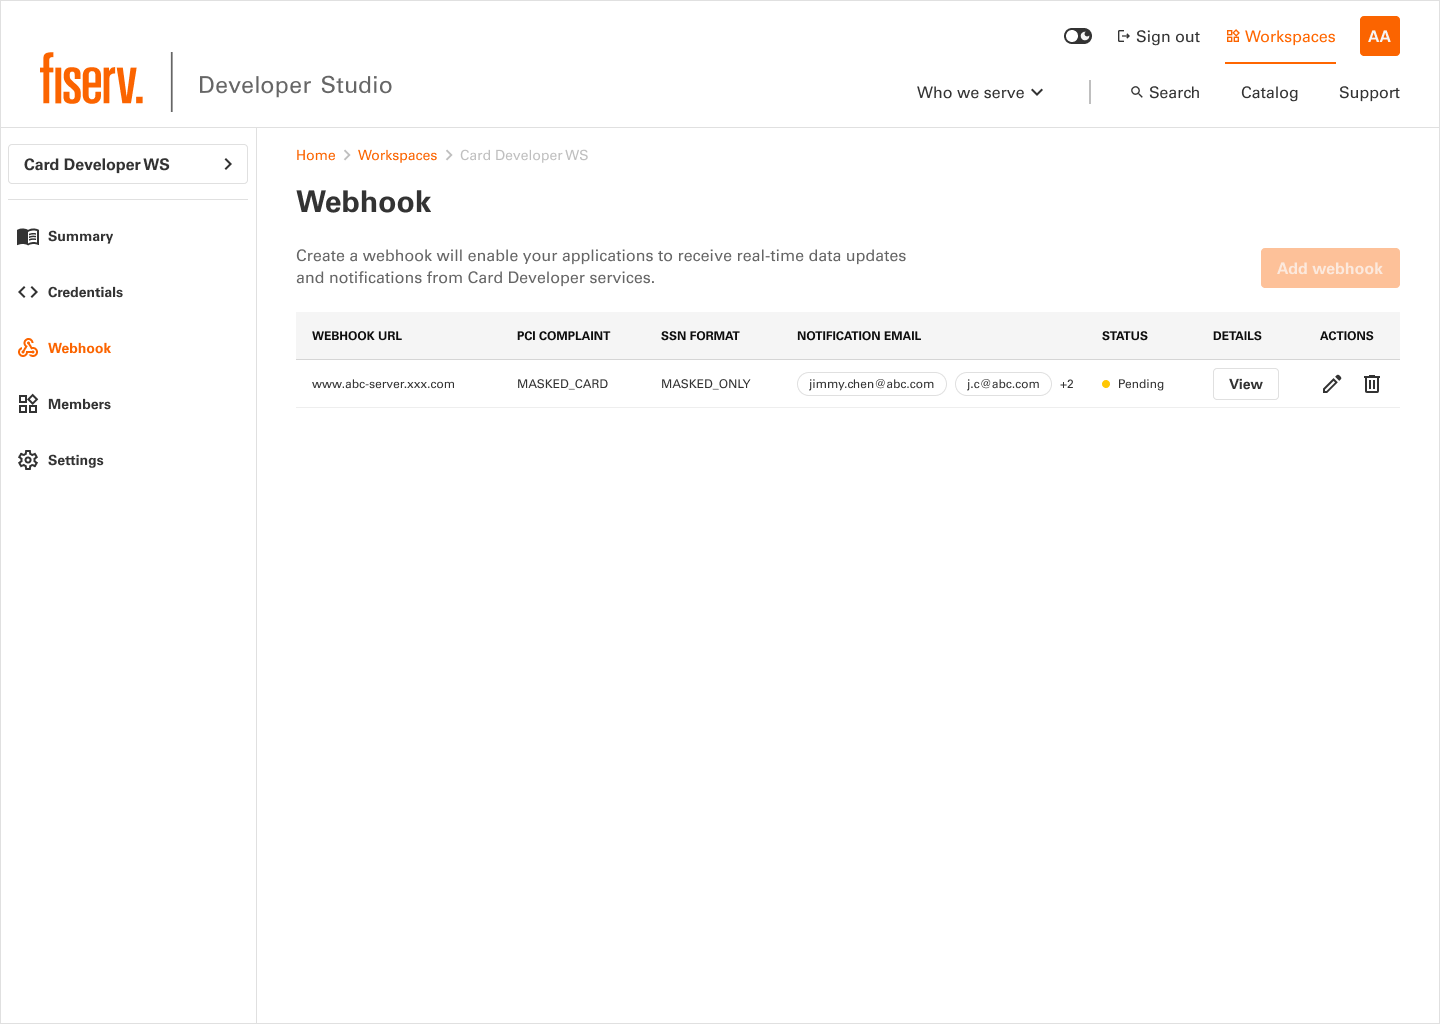 Sign out
Workspaces
AA
fiserv.
Developer Studio
Who we serve
Search
Catalog
Support
Card Developer WS
Summary
Credentials
Webhook
Members
Settings
Home > Workspaces > Card Developer WS
Webhook
Create a webhook will enable your applications to receive real-time data updates
and notifications from Card Developer services.
Add webhook
WEBHOOK URL PCI COMPLAINT SSN FORMAT NOTIFICATION EMAIL STATUS DETAILS ACTIONS
www.abc-server.xxx.com MASKED_CARD MASKED_ONLY jimmy.chen@abc.com j.c@abc.com +2 Pending View